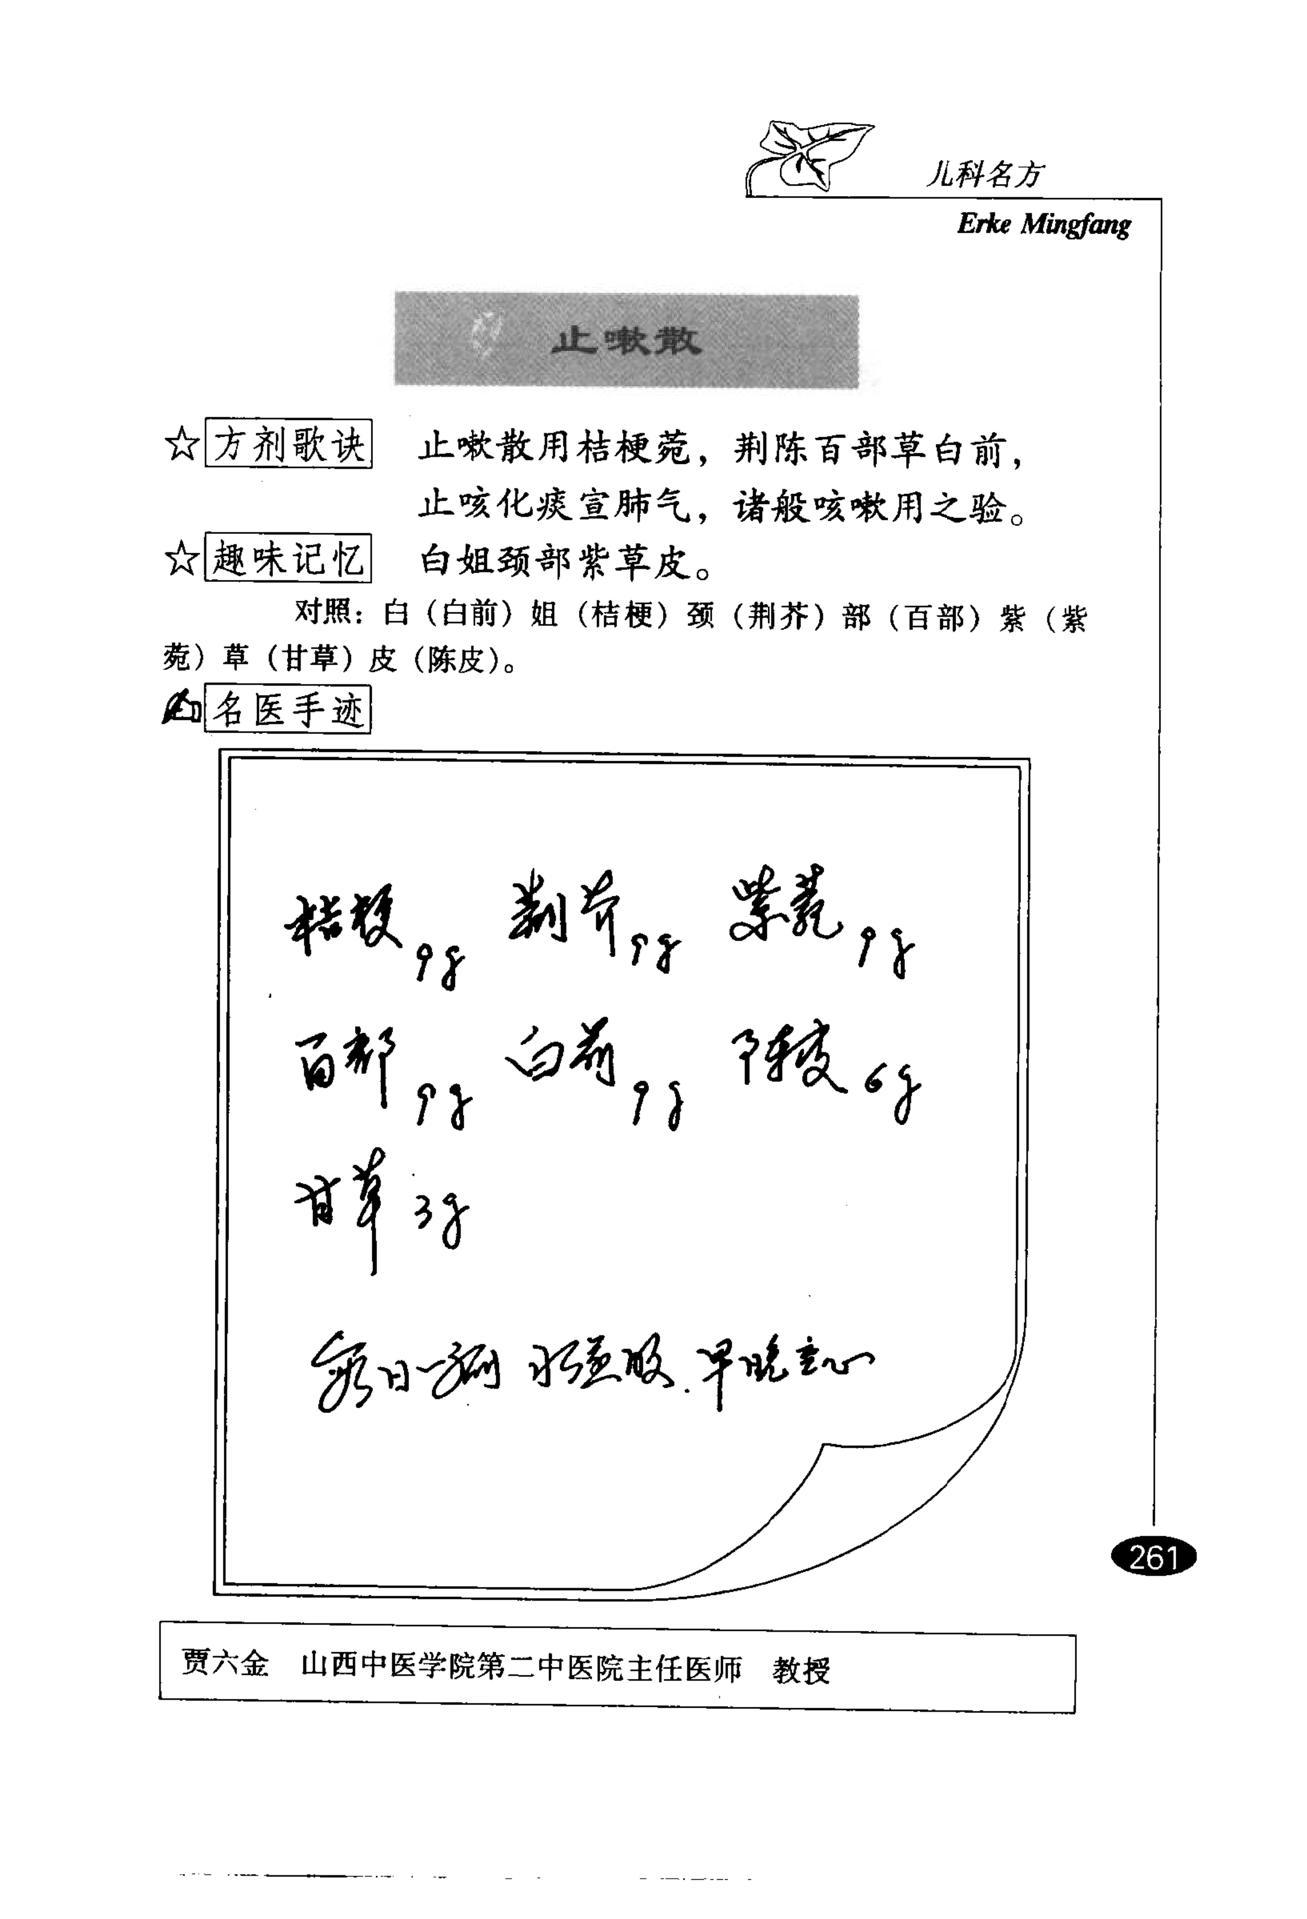 儿科名方
Erke Mingfang
止嗽散
☆方剂歌诀 止嗽散用桔梗菀，荆陈百部草白前，
止咳化痰宣肺气，诸般咳嗽用之验。
☆趣味记忆 白姐颈部紫草皮。
对照：白（白前）姐（桔梗）颈（荆芥）部（百部）紫（紫
菀）草（甘草）皮（陈皮）。
名医手迹
桔梗9g 荆芥9g 紫菀9g
百部9g 白前9g 陈皮6g
甘草3g
每日一剂 水煎服.早晚空心
261
贾六金 山西中医学院第二中医院主任医师 教授